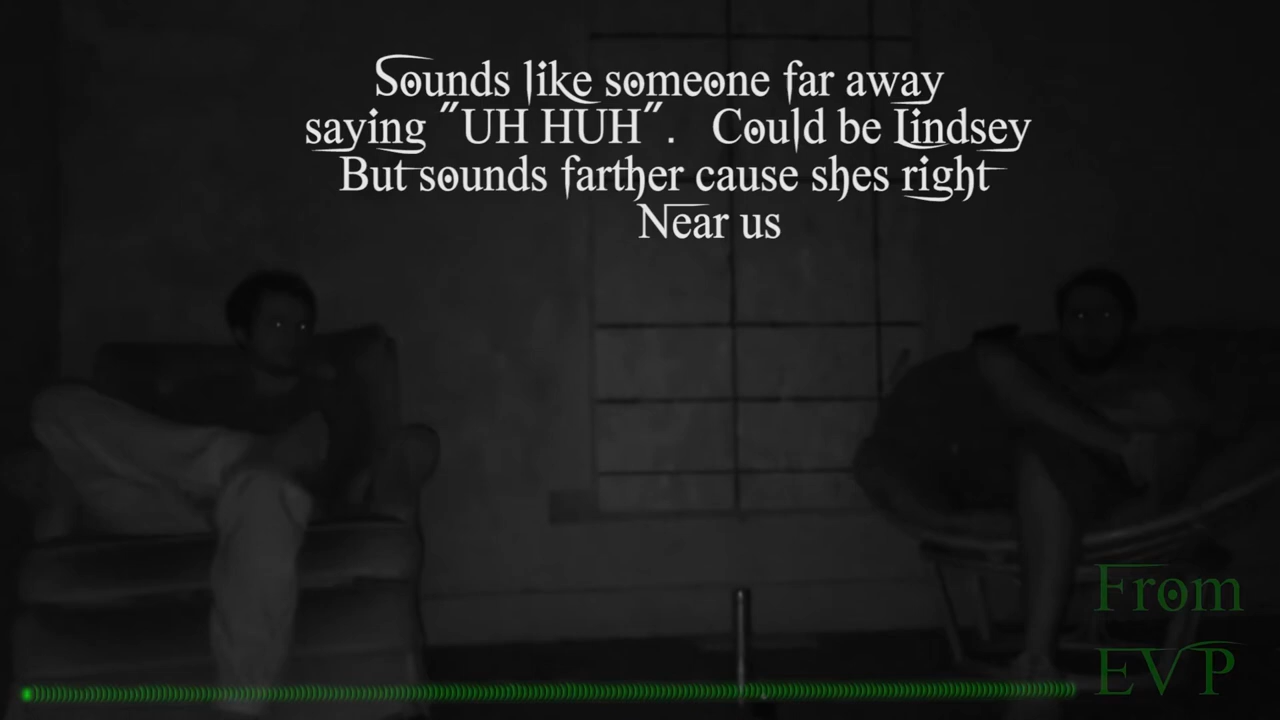 Sounds like someone far away
saying "UH HUH". Could be Lindsey
But sounds farther cause shes right
Near us
From
EVP